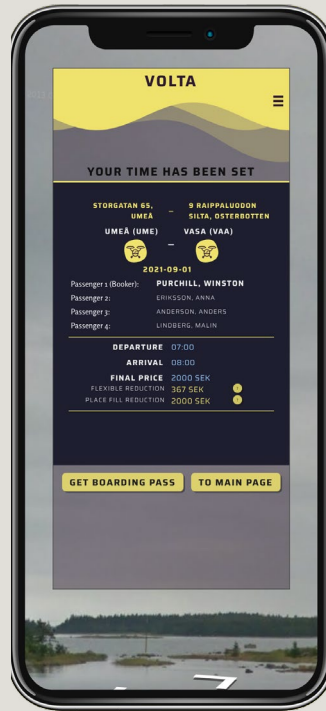 VOLTA
YOUR TIME HAS BEEN SET
STORGATAN 65, – 9 RAIPPALUODON
UMEÅ SILTA, OSTERBOTTEN
UMEÅ (UME) – VASA (VAA)
2021-09-01
Passenger 1 (Booker): PURCHILL, WINSTON
Passenger 2: ERIKSSON, ANNA
Passenger 3: ANDERSON, ANDERS
Passenger 4: LINDBERG, MALIN
DEPARTURE 07:00
ARRIVAL 08:00
FINAL PRICE 2000 SEK
FLEXIBLE REDUCTION 367 SEK
PLACE FILL REDUCTION 2000 SEK
GET BOARDING PASS TO MAIN PAGE